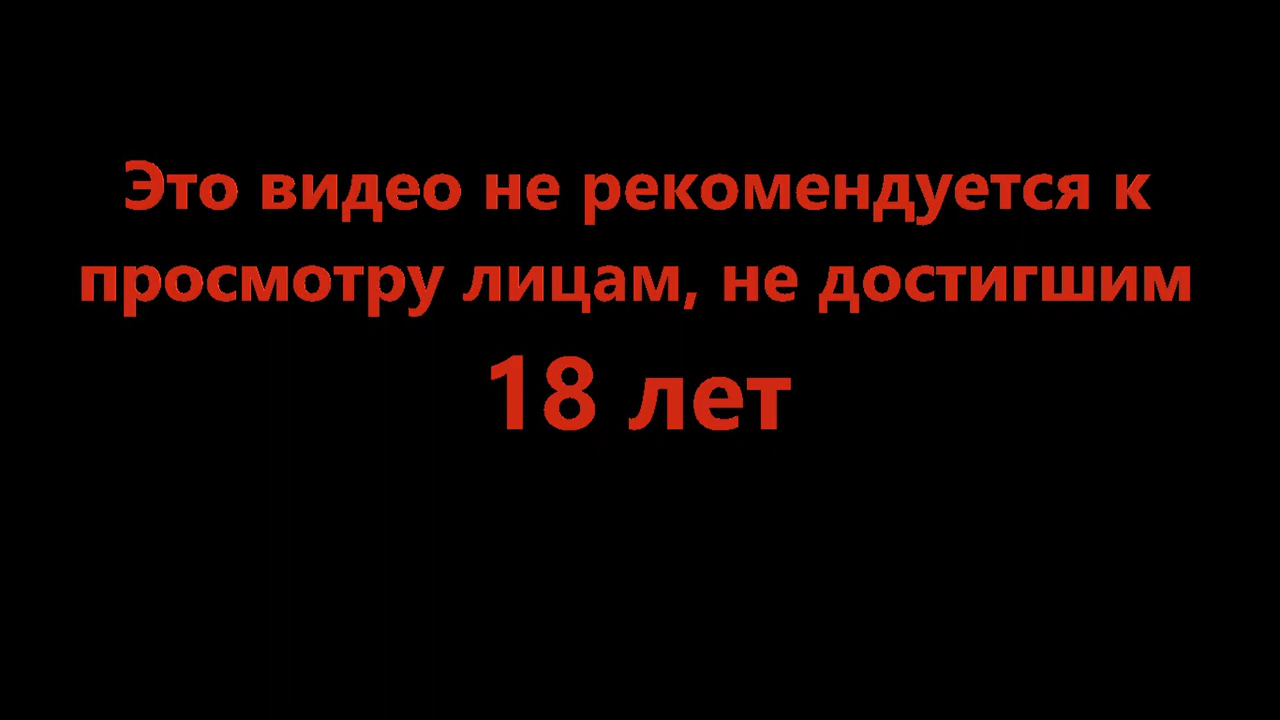 Это видео не рекомендуется к
просмотру лицам, не достигшим
18 лет